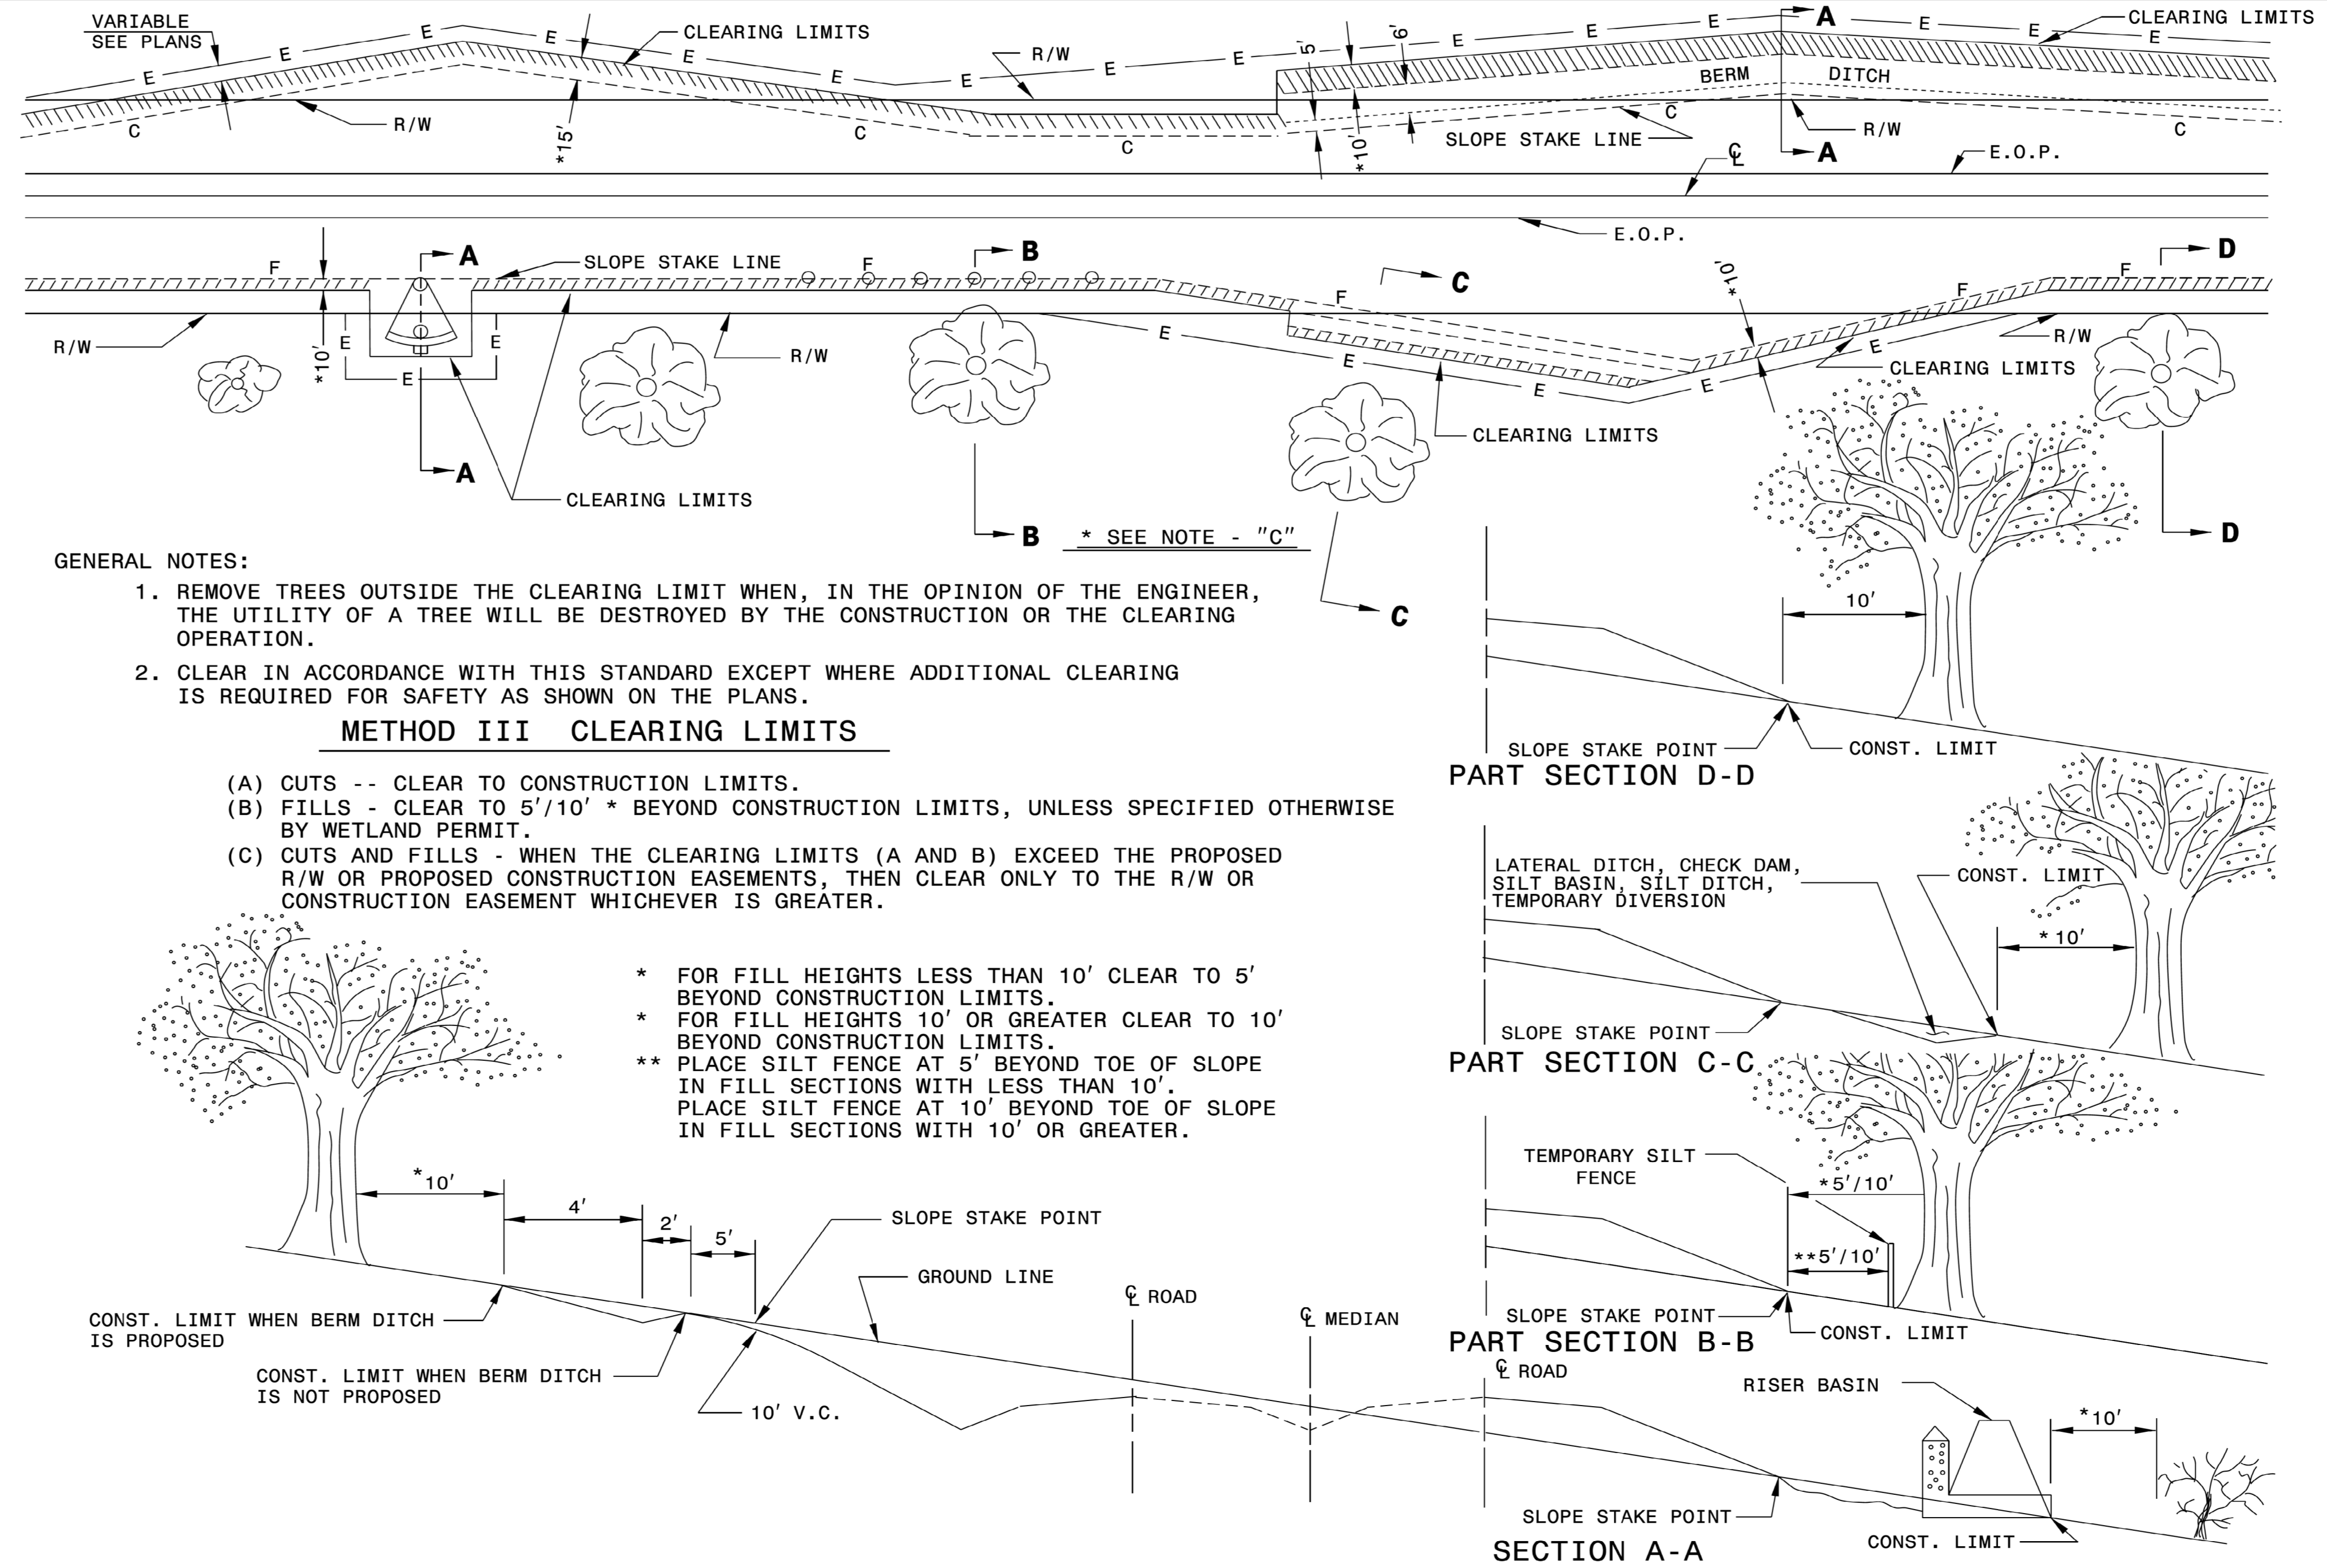 VARIABLE
SEE PLANS
E
E
E
E
CLEARING LIMITS
E
E
E
R/W
E
E
5'
6'
E
E
E
A
E
E
E
CLEARING LIMITS
BERM DITCH
C
R/W
*15'
C
C
*10'
SLOPE STAKE LINE
C
A
R/W
C
℄
E.O.P.
E.O.P.
F
A
SLOPE STAKE LINE
F
B
C
*10'
F
D
R/W
*10'
E
E
E
R/W
E
F
E
E
E
E
F
R/W
CLEARING LIMITS
CLEARING LIMITS
A
CLEARING LIMITS
B
* SEE NOTE - "C"
C
D
GENERAL NOTES:
1. REMOVE TREES OUTSIDE THE CLEARING LIMIT WHEN, IN THE OPINION OF THE ENGINEER,
THE UTILITY OF A TREE WILL BE DESTROYED BY THE CONSTRUCTION OR THE CLEARING
OPERATION.
2. CLEAR IN ACCORDANCE WITH THIS STANDARD EXCEPT WHERE ADDITIONAL CLEARING
IS REQUIRED FOR SAFETY AS SHOWN ON THE PLANS.
METHOD III CLEARING LIMITS
(A) CUTS -- CLEAR TO CONSTRUCTION LIMITS.
(B) FILLS - CLEAR TO 5'/10' * BEYOND CONSTRUCTION LIMITS, UNLESS SPECIFIED OTHERWISE
BY WETLAND PERMIT.
(C) CUTS AND FILLS - WHEN THE CLEARING LIMITS (A AND B) EXCEED THE PROPOSED
R/W OR PROPOSED CONSTRUCTION EASEMENTS, THEN CLEAR ONLY TO THE R/W OR
CONSTRUCTION EASEMENT WHICHEVER IS GREATER.
* FOR FILL HEIGHTS LESS THAN 10' CLEAR TO 5'
BEYOND CONSTRUCTION LIMITS.
* FOR FILL HEIGHTS 10' OR GREATER CLEAR TO 10'
BEYOND CONSTRUCTION LIMITS.
** PLACE SILT FENCE AT 5' BEYOND TOE OF SLOPE
IN FILL SECTIONS WITH LESS THAN 10'.
PLACE SILT FENCE AT 10' BEYOND TOE OF SLOPE
IN FILL SECTIONS WITH 10' OR GREATER.
10'
SLOPE STAKE POINT
CONST. LIMIT
PART SECTION D-D
LATERAL DITCH, CHECK DAM,
SILT BASIN, SILT DITCH,
TEMPORARY DIVERSION
CONST. LIMIT
* 10'
SLOPE STAKE POINT
PART SECTION C-C
TEMPORARY SILT
FENCE
*5'/10'
**5'/10'
SLOPE STAKE POINT
CONST. LIMIT
PART SECTION B-B
*10'
4'
2'
5'
SLOPE STAKE POINT
GROUND LINE
CONST. LIMIT WHEN BERM DITCH
IS PROPOSED
CONST. LIMIT WHEN BERM DITCH
IS NOT PROPOSED
10' V.C.
℄ ROAD
℄ MEDIAN
℄ ROAD
RISER BASIN
*10'
SLOPE STAKE POINT
CONST. LIMIT
SECTION A-A